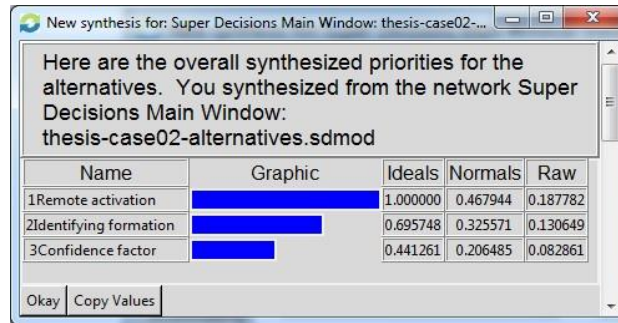 New synthesis for: Super Decisions Main Window: thesis-case02-...
Here are the overall synthesized priorities for the
alternatives. You synthesized from the network Super
Decisions Main Window:
thesis-case02-alternatives.sdmod
Name Graphic Ideals Normals Raw
1Remote activation 1.000000 0.467944 0.187782
2Identifying formation 0.695748 0.325571 0.130649
3Confidence factor 0.441261 0.206485 0.082861
Okay Copy Values